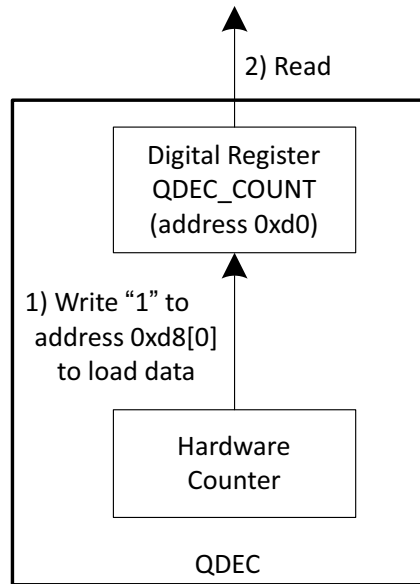 2) Read
Digital Register
QDEC_COUNT
(address 0xd0)
1) Write “1” to
address 0xd8[0]
to load data
Hardware
Counter
QDEC